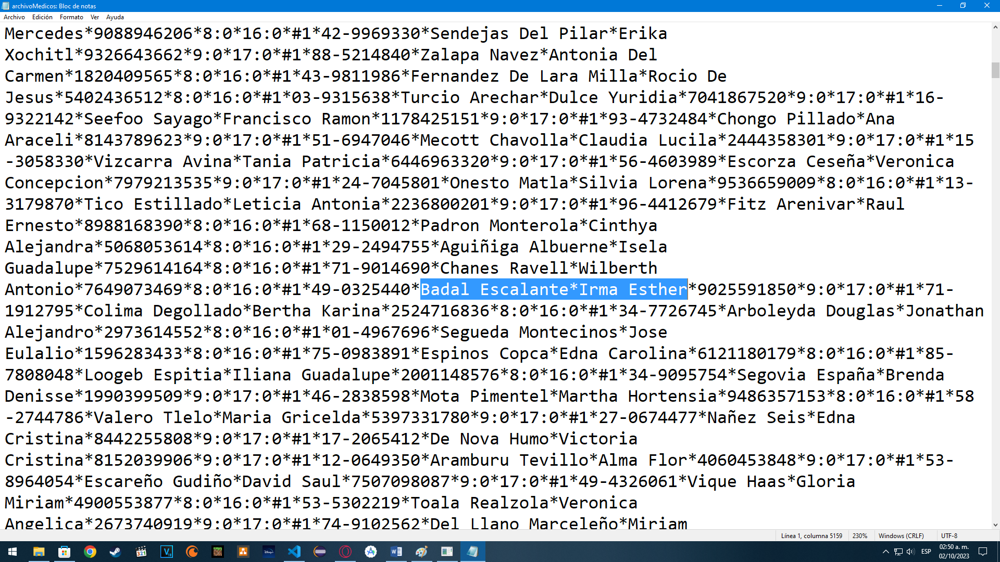 archivoMedicos: Bloc de notas
Archivo Edición Formato Ver Ayuda
Mercedes*9088946206*8:0*16:0*#1*42-9969330*Sendejas Del Pilar*Erika
Xochitl*9326643662*9:0*17:0*#1*88-5214840*Zalapa Navez*Antonia Del
Carmen*1820409565*8:0*16:0*#1*43-9811986*Fernandez De Lara Milla*Rocio De
Jesus*5402436512*8:0*16:0*#1*03-9315638*Turcio Arechar*Dulce Yuridia*7041867520*9:0*17:0*#1*16-
9322142*Seefoo Sayago*Francisco Ramon*1178425151*9:0*17:0*#1*93-4732484*Chongo Pillado*Ana
Araceli*8143789623*9:0*17:0*#1*51-6947046*Mecott Chavolla*Claudia Lucila*2444358301*9:0*17:0*#1*15
-3058330*Vizcarra Avina*Tania Patricia*6446963320*9:0*17:0*#1*56-4603989*Escorza Ceseña*Veronica
Concepcion*7979213535*9:0*17:0*#1*24-7045801*Onesto Matla*Silvia Lorena*9536659009*8:0*16:0*#1*13-
3179870*Tico Estillado*Leticia Antonia*2236800201*9:0*17:0*#1*96-4412679*Fitz Arenivar*Raul
Ernesto*8988168390*8:0*16:0*#1*68-1150012*Padron Monterola*Cinthya
Alejandra*5068053614*8:0*16:0*#1*29-2494755*Aguiñiga Albuerne*Isela
Guadalupe*7529614164*8:0*16:0*#1*71-9014690*Chanes Ravell*Wilberth
Antonio*7649073469*8:0*16:0*#1*49-0325440*Badal Escalante*Irma Esther*9025591850*9:0*17:0*#1*71-
1912795*Colima Degollado*Bertha Karina*2524716836*8:0*16:0*#1*34-7726745*Arboleyda Douglas*Jonathan
Alejandro*2973614552*8:0*16:0*#1*01-4967696*Segueda Montecinos*Jose
Eulalio*1596283433*8:0*16:0*#1*75-0983891*Espinos Copca*Edna Carolina*6121180179*8:0*16:0*#1*85-
7808048*Loogeb Espitia*Iliana Guadalupe*2001148576*8:0*16:0*#1*34-9095754*Segovia España*Brenda
Denisse*1990399509*9:0*17:0*#1*46-2838598*Mota Pimentel*Martha Hortensia*9486357153*8:0*16:0*#1*58
-2744786*Valero Tlelo*Maria Gricelda*5397331780*9:0*17:0*#1*27-0674477*Nañez Seis*Edna
Cristina*8442255808*9:0*17:0*#1*17-2065412*De Nova Humo*Victoria
Cristina*8152039906*9:0*17:0*#1*12-0649350*Aramburu Tevillo*Alma Flor*4060453848*9:0*17:0*#1*53-
8964054*Escareño Gudiño*David Saul*7507098087*9:0*17:0*#1*49-4326061*Vique Haas*Gloria
Miriam*4900553877*8:0*16:0*#1*53-5302219*Toala Realzola*Veronica
Angelica*2673740919*9:0*17:0*#1*74-9102562*Del Llano Marceleño*Miriam
Línea 1, columna 5159 230% Windows (CRLF) UTF-8
ESP 02:50 a. m.
02/10/2023